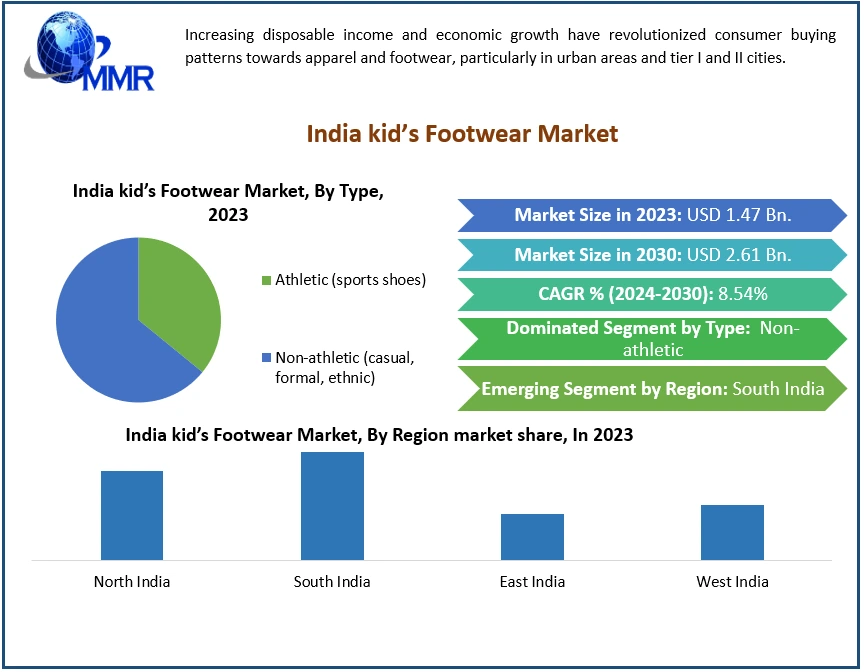 Increasing disposable income and economic growth have revolutionized consumer buying
patterns towards apparel and footwear, particularly in urban areas and tier I and II cities.
MMR
India kid’s Footwear Market
India kid’s Footwear Market, By Type,
2023
Athletic (sports shoes)
Non-athletic (casual,
formal, ethnic)
Market Size in 2023: USD 1.47 Bn.
Market Size in 2030: USD 2.61 Bn.
CAGR % (2024-2030): 8.54%
Dominated Segment by Type: Non-
athletic
Emerging Segment by Region: South India
India kid’s Footwear Market, By Region market share, In 2023
North India
South India
East India
West India